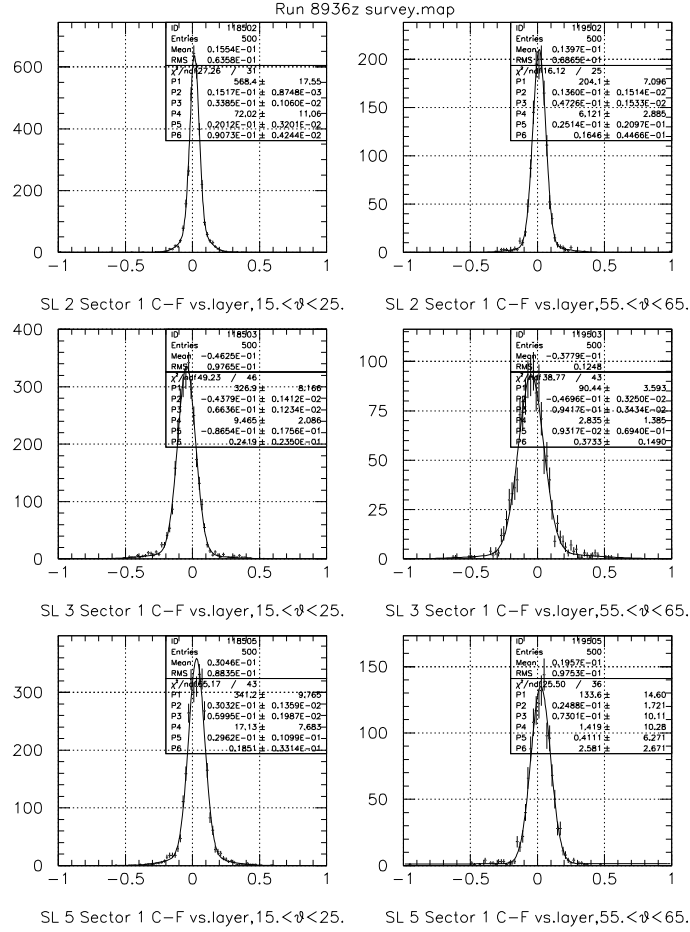 Run 8936z survey.map
ID 118502
Entries 500
Mean 0.1554E-01
RMS 0.6358E-01
χ²/ndf 27.26 / 31
P1 568.4 ± 17.55
P2 0.1517E-01 ± 0.8748E-03
P3 0.3385E-01 ± 0.1060E-02
P4 72.02 ± 11.06
P5 0.2012E-01 ± 0.3201E-02
P6 0.9073E-01 ± 0.4244E-02
600
400
200
0
−1 −0.5 0 0.5 1
SL 2 Sector 1 C−F vs.layer,15.<ϑ<25.
ID 119502
Entries 500
Mean 0.1397E-01
RMS 0.6865E-01
χ²/ndf 16.12 / 25
P1 204.1 ± 7.096
P2 0.1360E-01 ± 0.1514E-02
P3 0.4726E-01 ± 0.1533E-02
P4 6.121 ± 2.885
P5 0.2514E-01 ± 0.2097E-01
P6 0.1646 ± 0.4466E-01
200
150
100
50
0
−1 −0.5 0 0.5 1
SL 2 Sector 1 C−F vs.layer,55.<ϑ<65.
ID 118503
Entries 500
Mean -0.4625E-01
RMS 0.9765E-01
χ²/ndf 49.23 / 46
P1 326.9 ± 8.166
P2 -0.4379E-01 ± 0.1412E-02
P3 0.6636E-01 ± 0.1234E-02
P4 9.465 ± 2.086
P5 -0.8654E-01 ± 0.1756E-01
P6 0.2419 ± 0.2350E-01
400
300
200
100
0
−1 −0.5 0 0.5 1
SL 3 Sector 1 C−F vs.layer,15.<ϑ<25.
ID 119503
Entries 500
Mean -0.3779E-01
RMS 0.1248
χ²/ndf 38.77 / 43
P1 90.44 ± 3.593
P2 -0.4696E-01 ± 0.3250E-02
P3 0.9417E-01 ± 0.3434E-02
P4 2.835 ± 1.385
P5 0.9317E-02 ± 0.6940E-01
P6 0.3733 ± 0.1490
100
75
50
25
0
−1 −0.5 0 0.5 1
SL 3 Sector 1 C−F vs.layer,55.<ϑ<65.
ID 118505
Entries 500
Mean 0.3046E-01
RMS 0.8835E-01
χ²/ndf 65.17 / 43
P1 341.2 ± 9.765
P2 0.3032E-01 ± 0.1359E-02
P3 0.5995E-01 ± 0.1987E-02
P4 17.13 ± 7.683
P5 0.2962E-01 ± 0.1099E-01
P6 0.1851 ± 0.3314E-01
300
200
100
0
−1 −0.5 0 0.5 1
SL 5 Sector 1 C−F vs.layer,15.<ϑ<25.
ID 119505
Entries 500
Mean 0.1957E-01
RMS 0.9753E-01
χ²/ndf 25.50 / 36
P1 133.6 ± 14.60
P2 0.2488E-01 ± 1.721
P3 0.7301E-01 ± 10.11
P4 1.419 ± 10.28
P5 0.4111 ± 6.271
P6 2.581 ± 2.671
150
100
50
0
−1 −0.5 0 0.5 1
SL 5 Sector 1 C−F vs.layer,55.<ϑ<65.